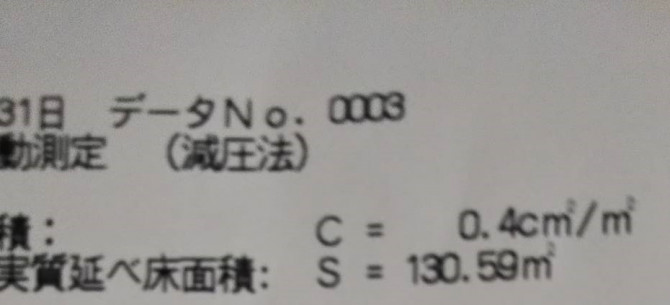 31日 データNo. 0003
動測定 (減圧法)
積: C = 0.4cm²/m²
実質延べ床面積: S = 130.59m²